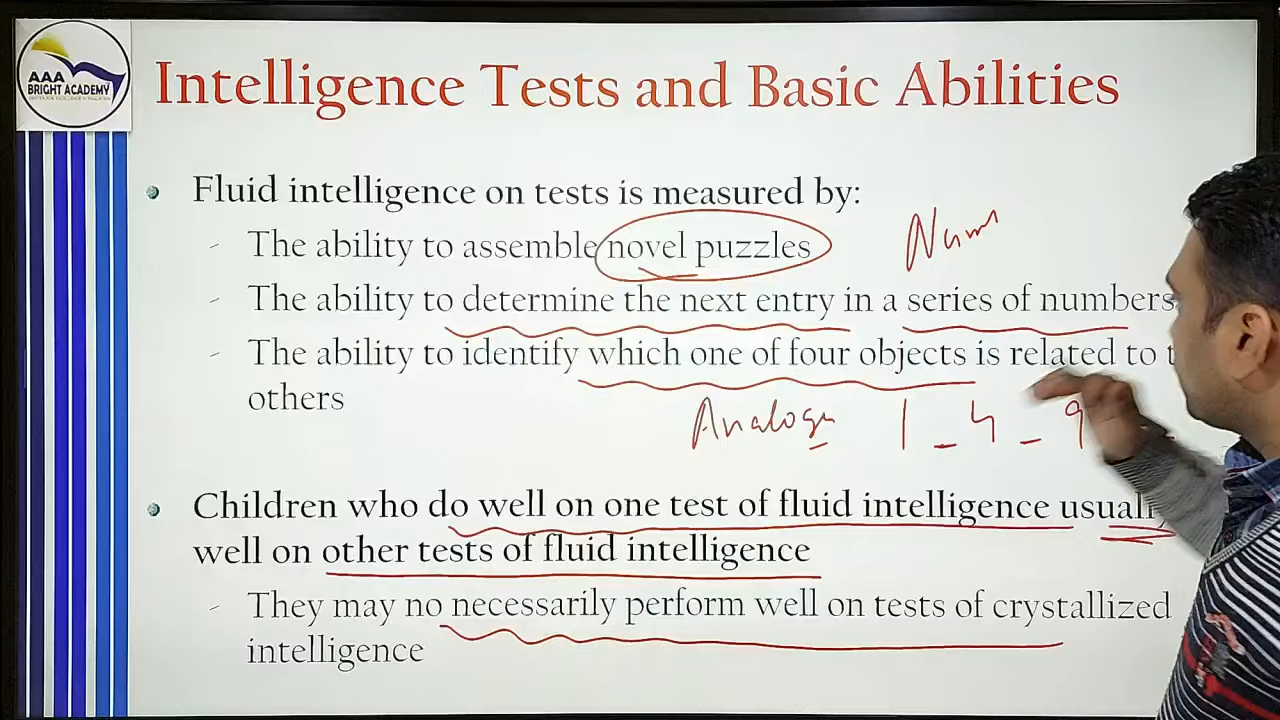 AAA
BRIGHT ACADEMY
Intelligence Tests and Basic Abilities
Fluid intelligence on tests is measured by:
- The ability to assemble novel puzzles
Num
- The ability to determine the next entry in a series of numbers
- The ability to identify which one of four objects is related to t
others
Analogy 1 _ 4 _ 9
Children who do well on one test of fluid intelligence usuall
well on other tests of fluid intelligence
- They may no necessarily perform well on tests of crystallized
intelligence